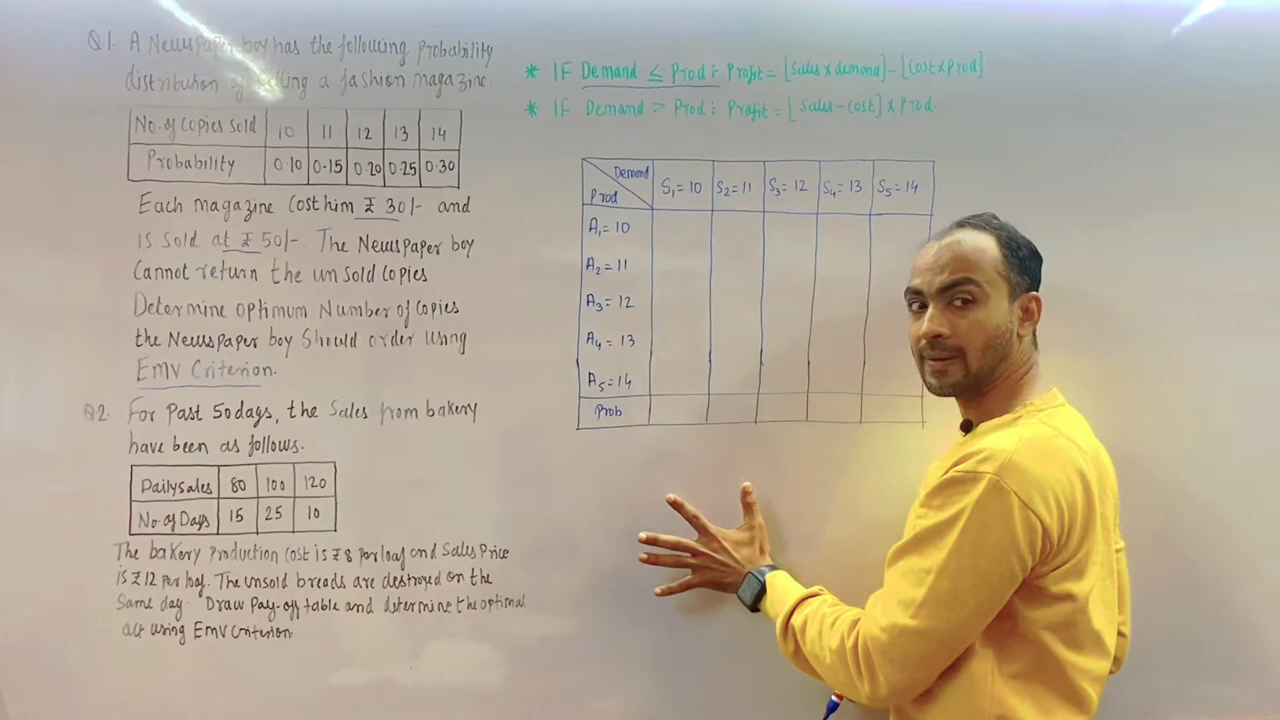 Q1. A Newspaper boy has the following Probability
distribution of selling a fashion magazine.
No. of copies sold 10 11 12 13 14
Probability 0.10 0.15 0.20 0.25 0.30
Each magazine Cost him ₹ 30/- and
is Sold at ₹ 50/-. The Newspaper boy
Cannot return the unsold copies
Determine optimum Number of copies
the Newspaper boy Should order using
EMV Criterion.
Q2. For Past 50 days, the Sales from bakery
have been as follows.
Daily sales 80 100 120
No. of Days 15 25 10
The bakery Production Cost is ₹ 8 Per loaf and Sales Price
is ₹ 12 Per loaf. The unsold breads are destroyed on the
Same day. Draw Pay-off table and determine the optimal
act using Emv Criterion.
* IF Demand ≤ Prod : Profit = [Sales × demand] - [Cost × Prod]
* IF Demand > Prod : Profit = [Sales - Cost] × Prod.
Demand
Prod
S₁ = 10 S₂ = 11 S₃ = 12 S₄ = 13 S₅ = 14
A₁ = 10
A₂ = 11
A₃ = 12
A₄ = 13
A₅ = 14
Prob